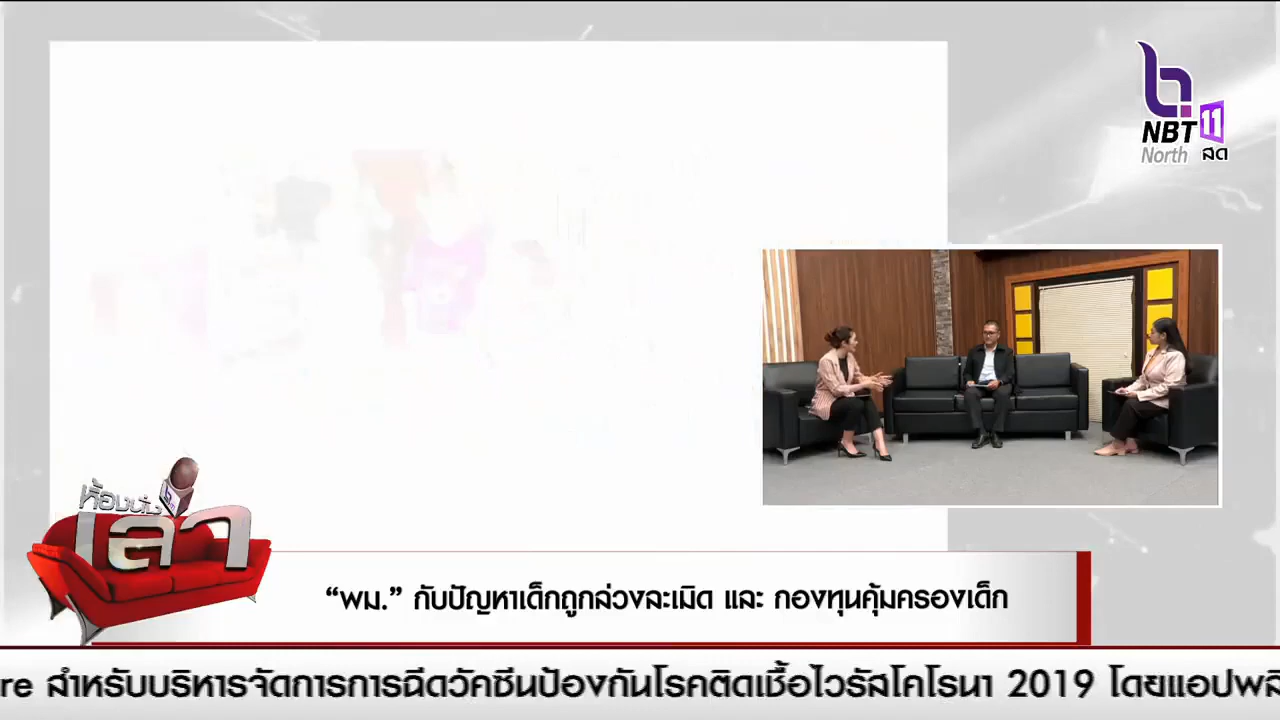 NBT 11
North สด
ห้องนั่ง
เล่า
“พม.” กับปัญหาเด็กถูกล่วงละเมิด และ กองทุนคุ้มครองเด็ก
re สำหรับบริหารจัดการการฉีดวัคซีนป้องกันโรคติดเชื้อไวรัสโคโรนา 2019 โดยแอปพลิ